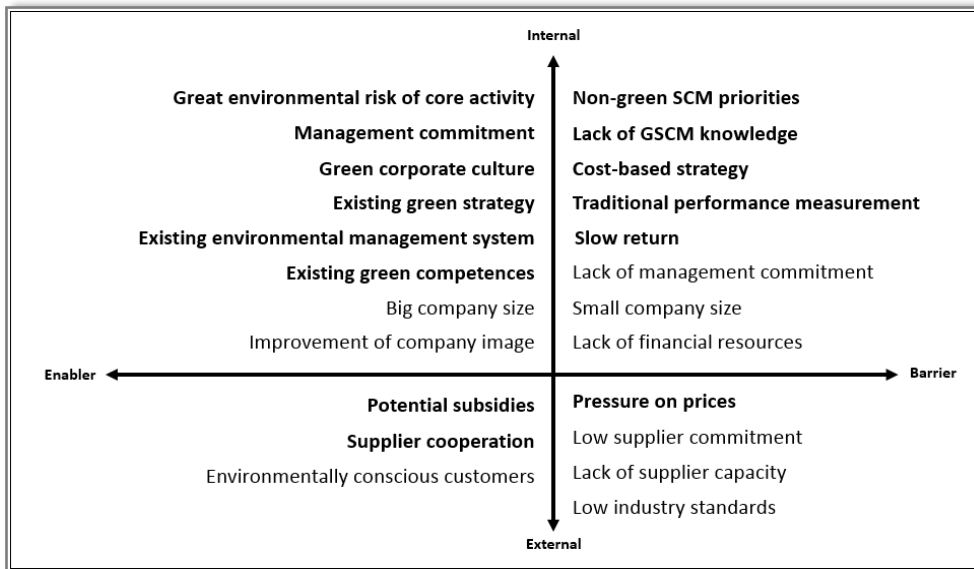 Internal
Great environmental risk of core activity
Management commitment
Green corporate culture
Existing green strategy
Existing environmental management system
Existing green competences
Big company size
Improvement of company image
Non-green SCM priorities
Lack of GSCM knowledge
Cost-based strategy
Traditional performance measurement
Slow return
Lack of management commitment
Small company size
Lack of financial resources
Enabler
Barrier
Potential subsidies
Supplier cooperation
Environmentally conscious customers
Pressure on prices
Low supplier commitment
Lack of supplier capacity
Low industry standards
External